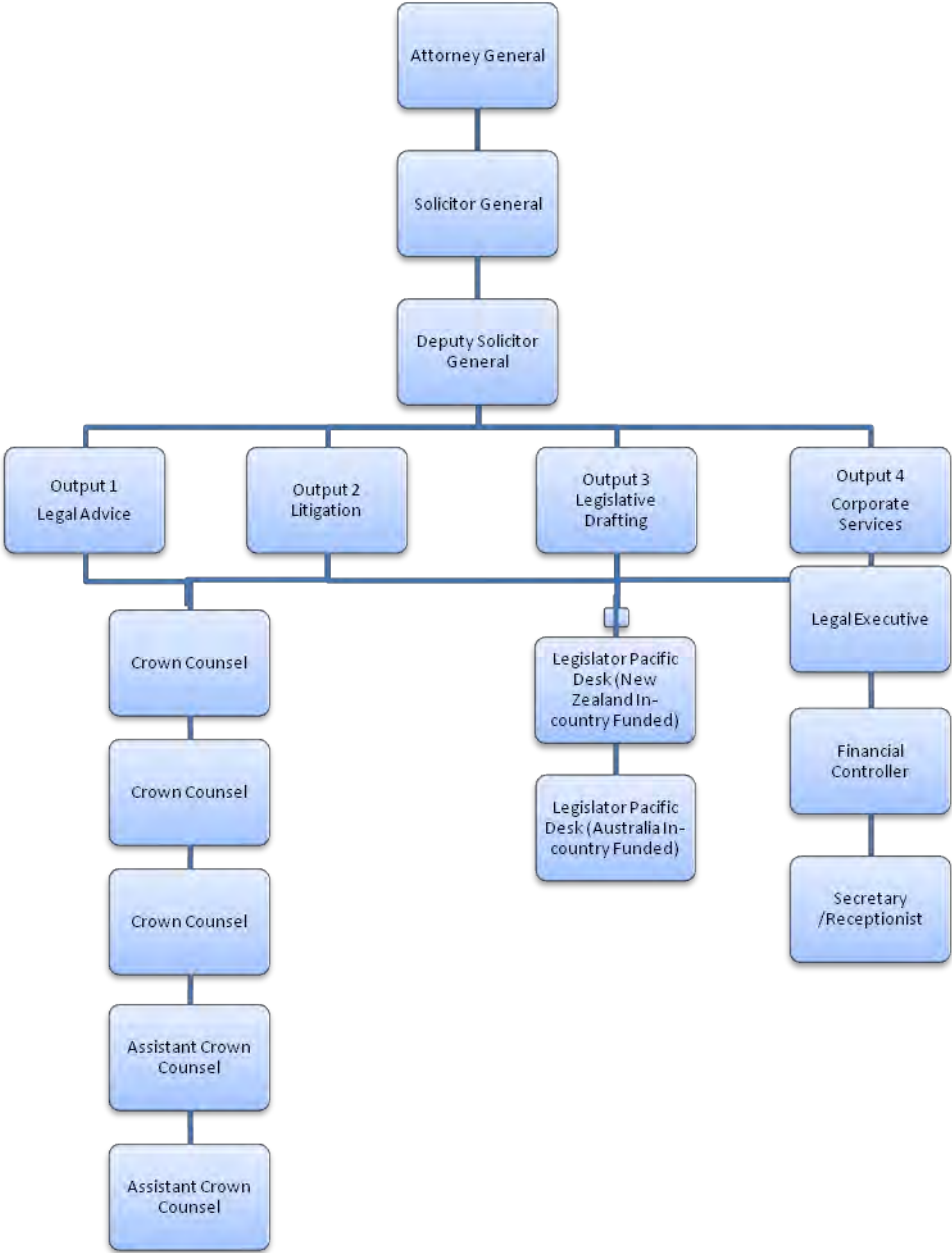 Attorney General
Solicitor General
Deputy Solicitor
General
Output 1
Legal Advice
Output 2
Litigation
Output 3
Legislative
Drafting
Output 4
Corporate
Services
Crown Counsel
Crown Counsel
Crown Counsel
Assistant Crown
Counsel
Assistant Crown
Counsel
Legislator Pacific
Desk (New
Zealand In-
country Funded)
Legislator Pacific
Desk (Australia In-
country Funded)
Legal Executive
Financial
Controller
Secretary
/Receptionist